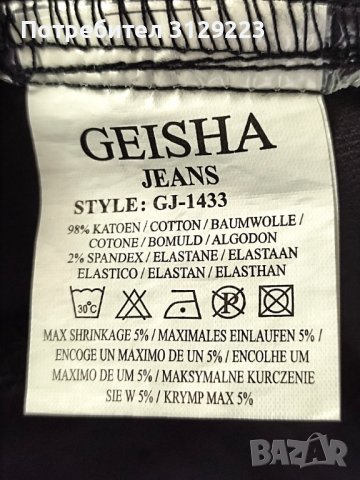 Потребител 3129223
GEISHA
JEANS
STYLE: GJ-1433
98% KATOEN / COTTON / BAUMWOLLE /
COTONE / BOMULD / ALGODON
2% SPANDEX / ELASTANE / ELASTAAN
ELASTICO / ELASTAN / ELASTHAN
30°C
P
MAX SHRINKAGE 5% / MAXIMALES EINLAUFEN 5% /
ENCOGE UN MAXIMO DE UN 5% / ENCOLHE UM
MAXIMO DE UM 5% / MAKSYMALNE KURCZENIE
SIE W 5% / KRYMP MAX 5%
BAZAR